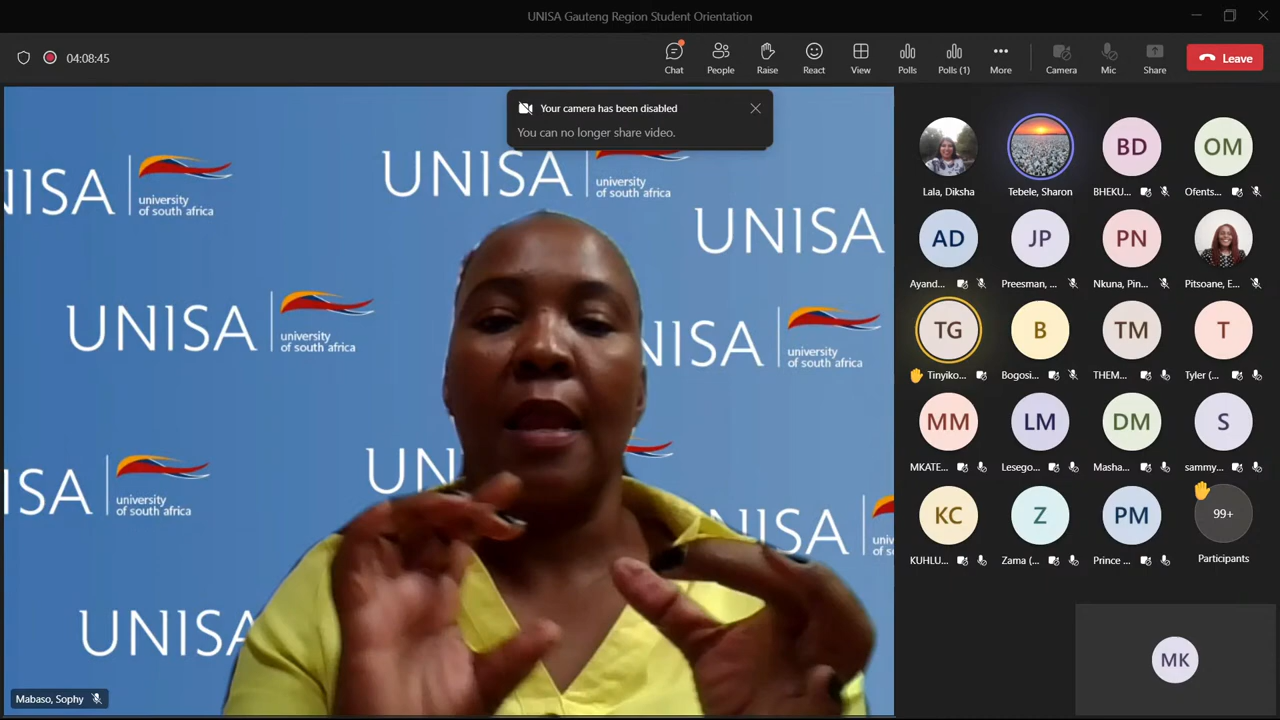 UNISA Gauteng Region Student Orientation
04:08:45
Chat
People
Raise
React
View
Polls
Polls (1)
More
Camera
Mic
Share
Leave
Your camera has been disabled
You can no longer share video.
NISA
university
of south africa
UNISA
university
of south africa
UNISA
UNISA
university
of south africa
NISA
university
of south africa
ISA
university
of south africa
UN
ISA
UNISA
Mabaso, Sophy
Lala, Diksha
Tebele, Sharon
BD
BHEKU...
OM
Ofents...
AD
Ayand...
JP
Preesman, ...
PN
Nkuna, Pin...
Pitsoane, E...
TG
Tinyiko...
B
Bogosi...
TM
THEM...
T
Tyler (...
MM
MKATE...
LM
Lesego...
DM
Masha...
S
sammy...
KC
KUHLU...
Z
Zama (...
PM
Prince ...
99+
Participants
MK